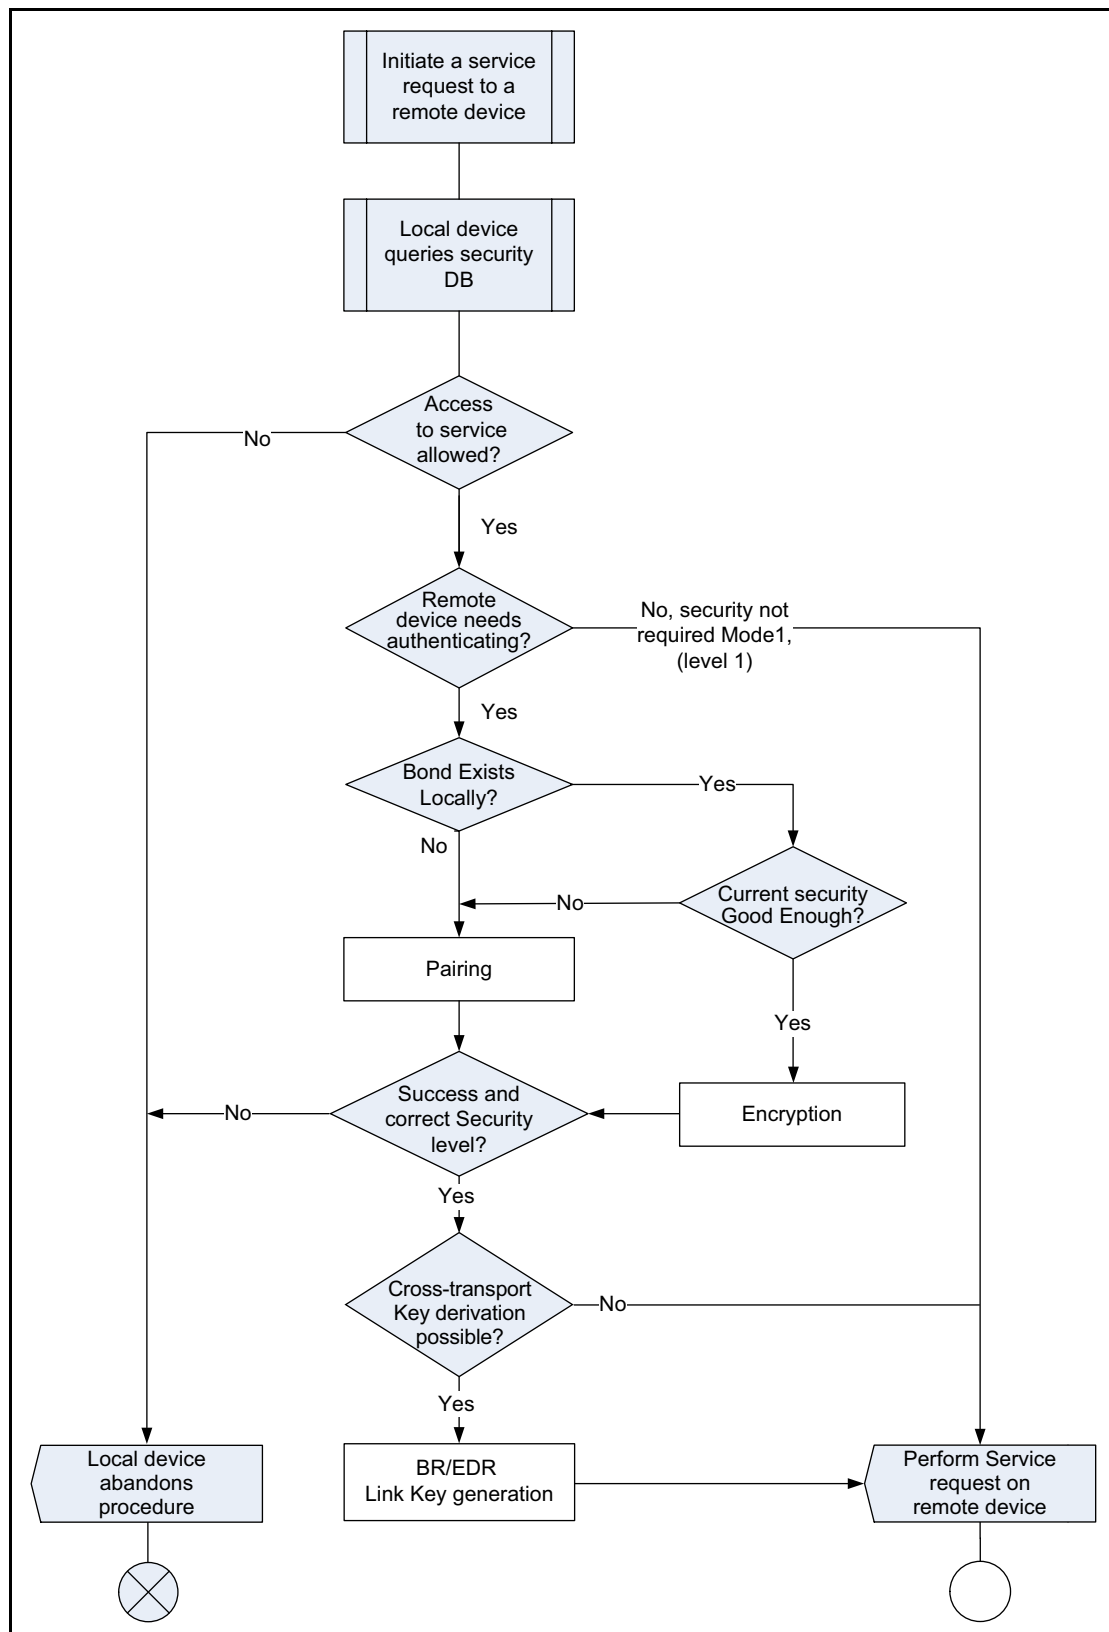 Initiate a service
request to a
remote device
Local device
queries security
DB
Access
to service
allowed?
No
Yes
Remote
device needs
authenticating?
No, security not
required Mode1,
(level 1)
Yes
Bond Exists
Locally?
Yes
No
Current security
Good Enough?
No
Pairing
Yes
Success and
correct Security
level?
No
Encryption
Yes
Cross-transport
Key derivation
possible?
No
Yes
Local device
abandons
procedure
BR/EDR
Link Key generation
Perform Service
request on
remote device